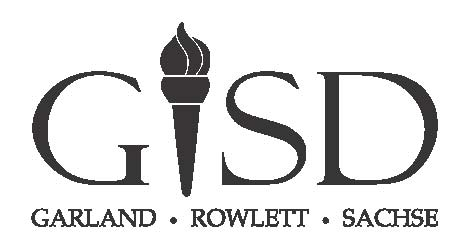 GISD
GARLAND • ROWLETT • SACHSE